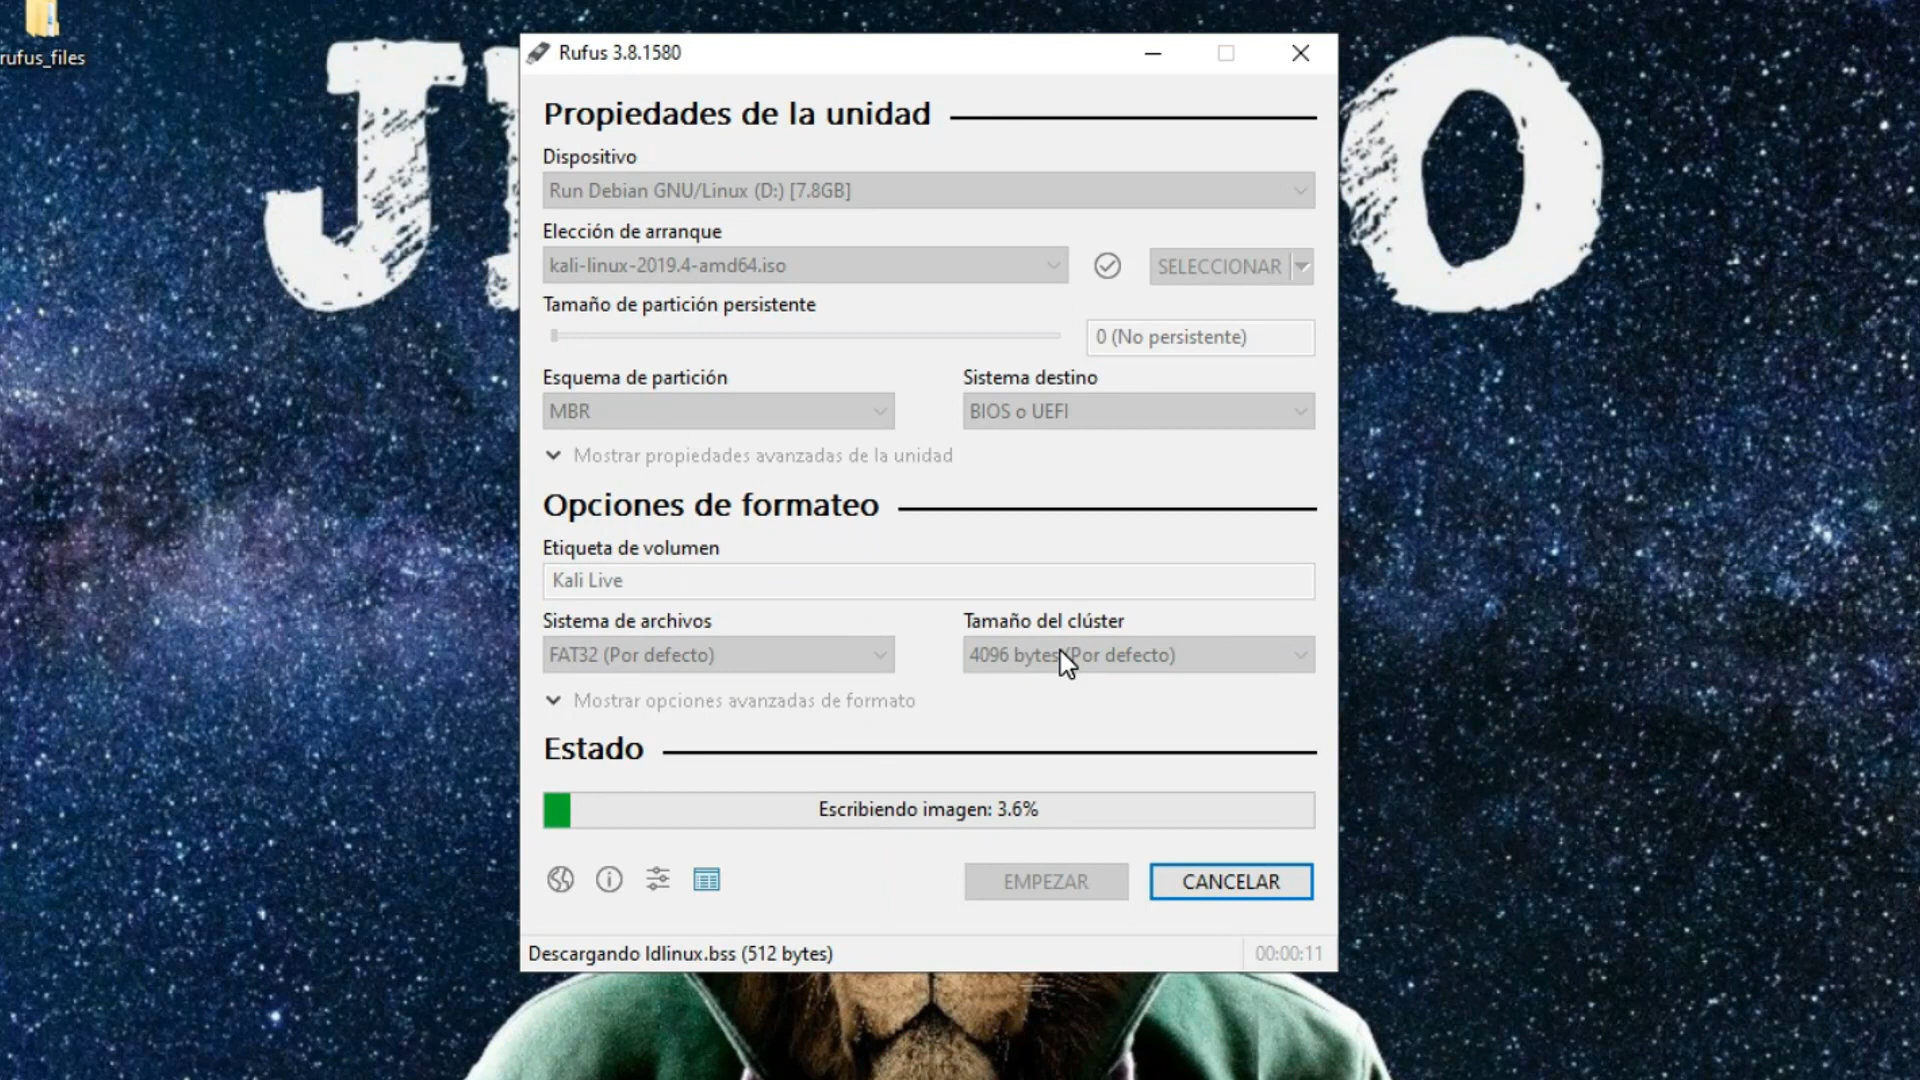 rufus_files
Rufus 3.8.1580
Propiedades de la unidad
Dispositivo
Run Debian GNU/Linux (D:) [7.8GB]
Elección de arranque
kali-linux-2019.4-amd64.iso
SELECCIONAR
Tamaño de partición persistente
0 (No persistente)
Esquema de partición
Sistema destino
MBR
BIOS o UEFI
Mostrar propiedades avanzadas de la unidad
Opciones de formateo
Etiqueta de volumen
Kali Live
Sistema de archivos
Tamaño del clúster
FAT32 (Por defecto)
4096 bytes (Por defecto)
Mostrar opciones avanzadas de formato
Estado
Escribiendo imagen: 3.6%
EMPEZAR
CANCELAR
Descargando ldlinux.bss (512 bytes)
00:00:11